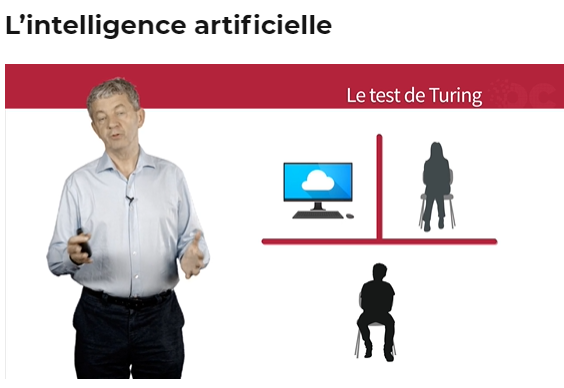 L’intelligence artificielle
Le test de Turing